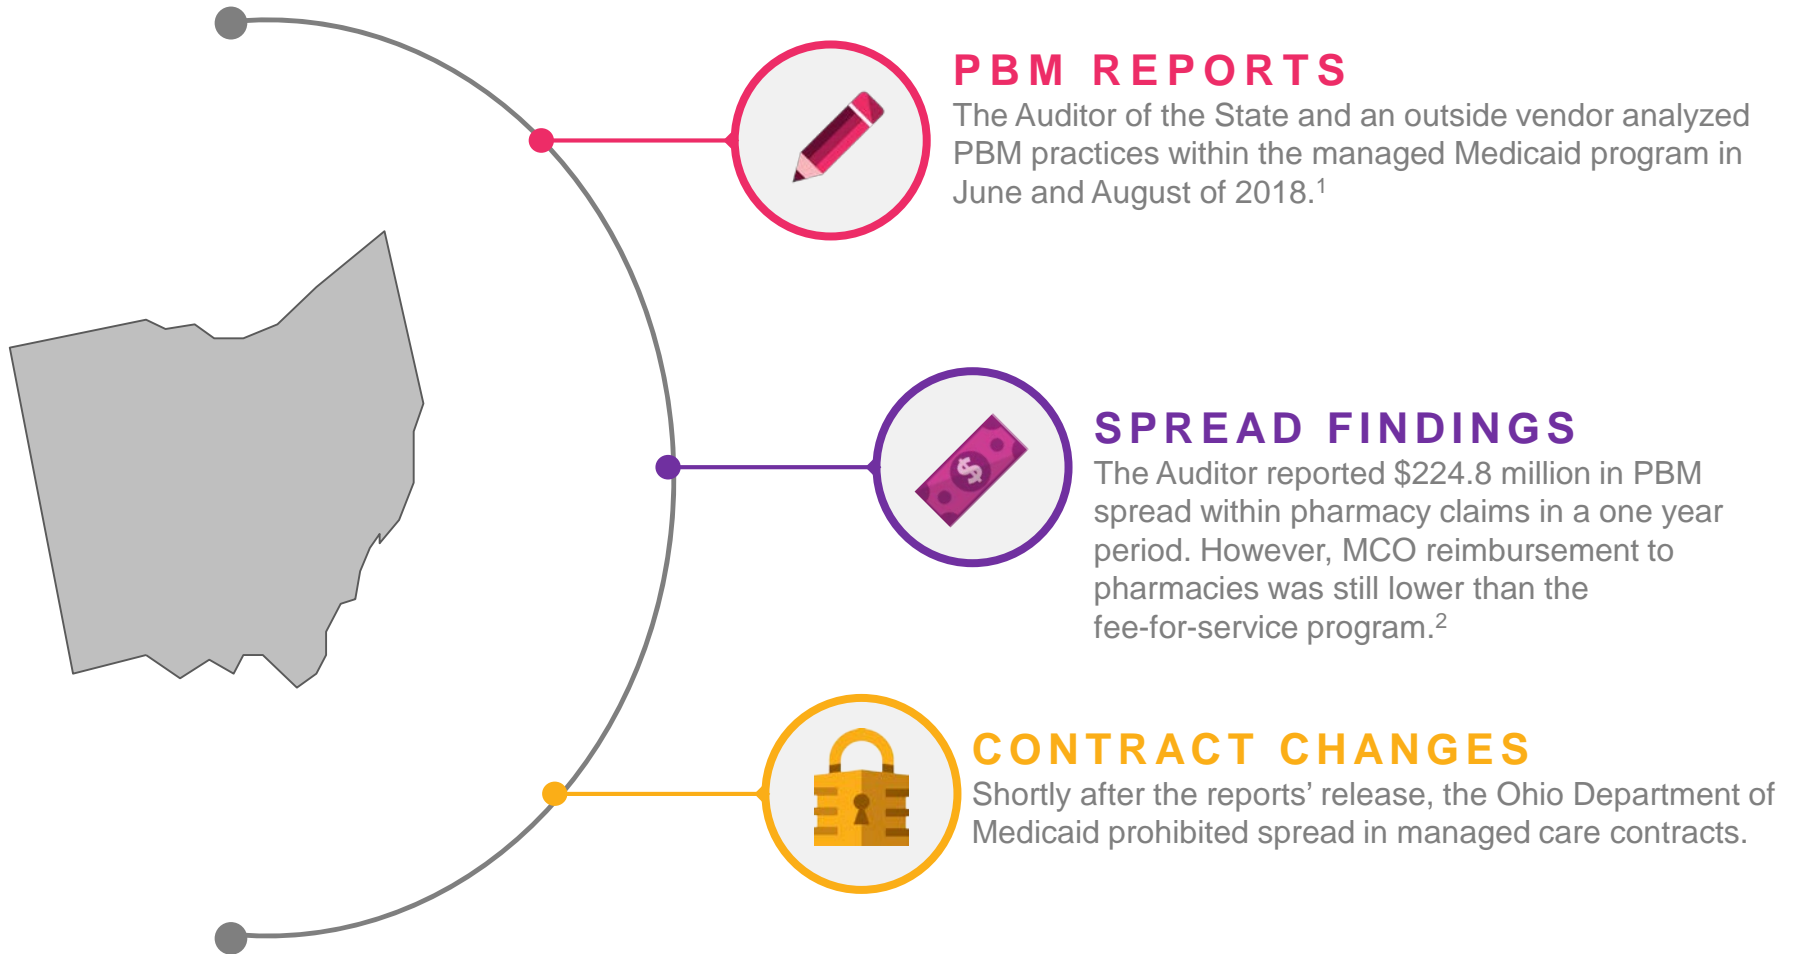 PBM REPORTS
The Auditor of the State and an outside vendor analyzed
PBM practices within the managed Medicaid program in
June and August of 2018.¹
SPREAD FINDINGS
The Auditor reported $224.8 million in PBM
spread within pharmacy claims in a one year
period. However, MCO reimbursement to
pharmacies was still lower than the
fee-for-service program.²
CONTRACT CHANGES
Shortly after the reports’ release, the Ohio Department of
Medicaid prohibited spread in managed care contracts.
$